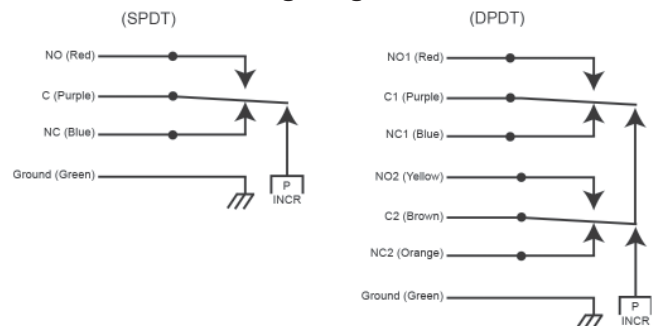 (SPDT)
NO (Red)
C (Purple)
NC (Blue)
Ground (Green)
P
INCR
(DPDT)
NO1 (Red)
C1 (Purple)
NC1 (Blue)
NO2 (Yellow)
C2 (Brown)
NC2 (Orange)
Ground (Green)
P
INCR